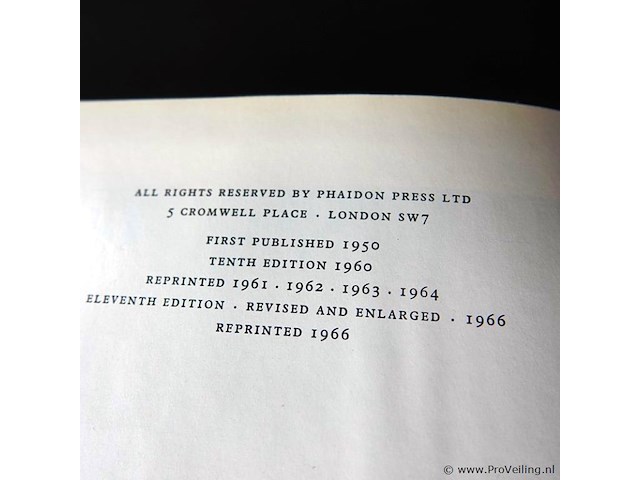 ALL RIGHTS RESERVED BY PHAIDON PRESS LTD
5 CROMWELL PLACE · LONDON SW7
FIRST PUBLISHED 1950
TENTH EDITION 1960
REPRINTED 1961 · 1962 · 1963 · 1964
ELEVENTH EDITION · REVISED AND ENLARGED · 1966
REPRINTED 1966
© www.ProVeiling.nl